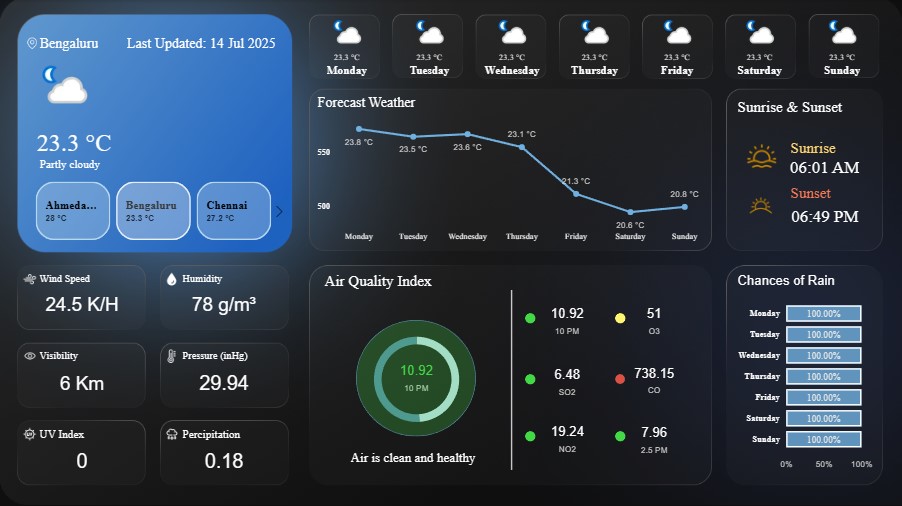 Bengaluru
Last Updated: 14 Jul 2025
23.3 °C
Partly cloudy
Ahmeda...
28 °C
Bengaluru
23.3 °C
Chennai
27.2 °C
23.3 °C
Monday
23.3 °C
Tuesday
23.3 °C
Wednesday
23.3 °C
Thursday
23.3 °C
Friday
23.3 °C
Saturday
23.3 °C
Sunday
Forecast Weather
550
500
23.8 °C
23.5 °C
23.6 °C
23.1 °C
21.3 °C
20.6 °C
20.8 °C
Monday
Tuesday
Wednesday
Thursday
Friday
Saturday
Sunday
Sunrise & Sunset
Sunrise
06:01 AM
Sunset
06:49 PM
Wind Speed
24.5 K/H
Humidity
78 g/m³
Visibility
6 Km
Pressure (inHg)
29.94
UV Index
0
Percipitation
0.18
Air Quality Index
10.92
10 PM
Air is clean and healthy
10.92
10 PM
51
O3
6.48
SO2
738.15
CO
19.24
NO2
7.96
2.5 PM
Chances of Rain
Monday 100.00%
Tuesday 100.00%
Wednesday 100.00%
Thursday 100.00%
Friday 100.00%
Saturday 100.00%
Sunday 100.00%
0% 50% 100%